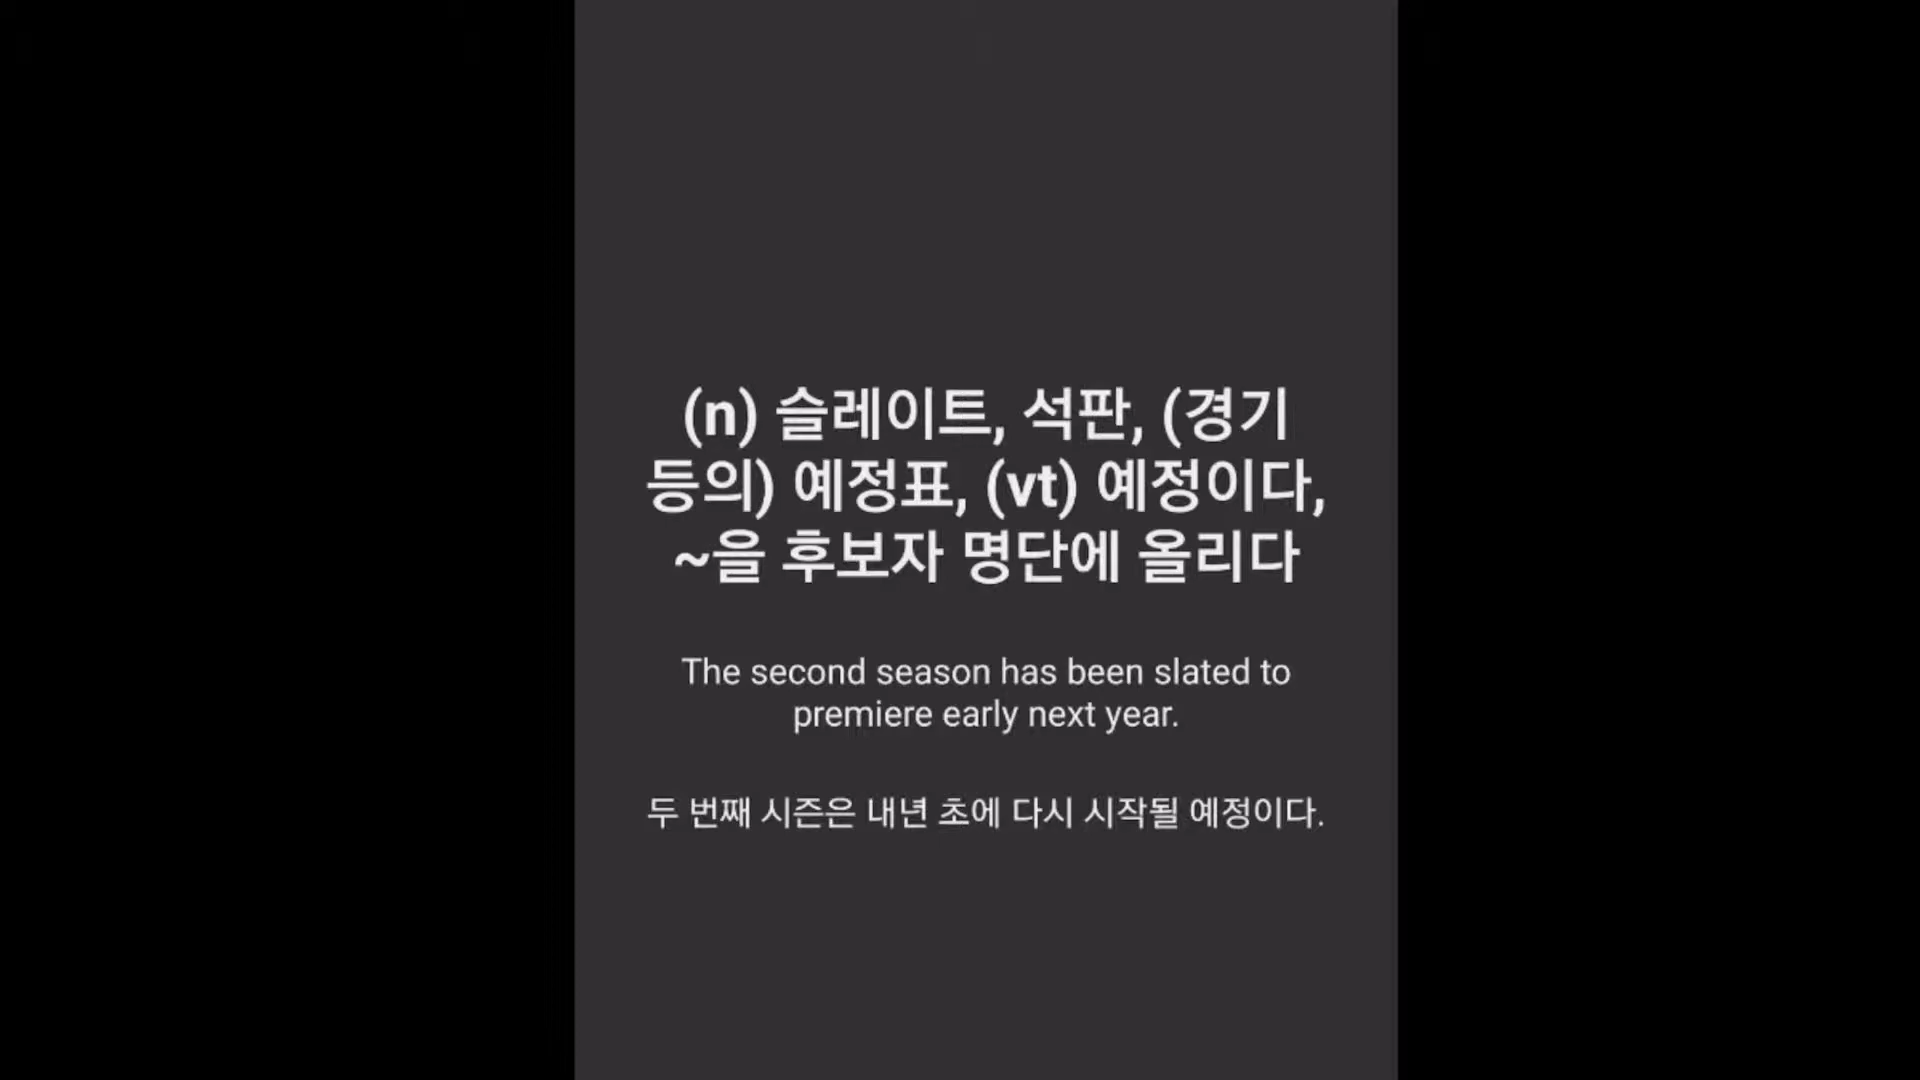 (n) 슬레이트, 석판, (경기
등의) 예정표, (vt) 예정이다,
~을 후보자 명단에 올리다
The second season has been slated to
premiere early next year.
두 번째 시즌은 내년 초에 다시 시작될 예정이다.